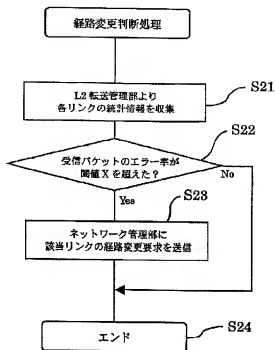 経路変更判断処理
L2転送管理部より
各リンクの統計情報を収集
S21
S22
受信パケットのエラー率が
閾値Xを超えた?
No
Yes
S23
ネットワーク管理部に
該当リンクの経路変更要求を送信
エンド
S24